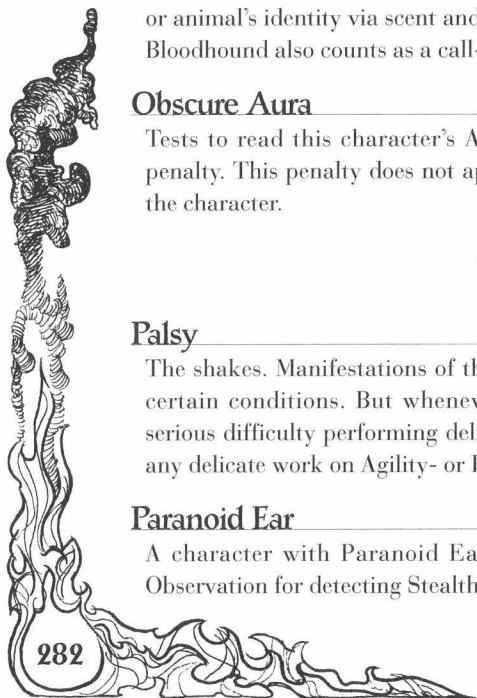 or animal's identity via scent and
Bloodhound also counts as a call-
Obscure Aura
Tests to read this character's A
penalty. This penalty does not ap
the character.
Palsy
The shakes. Manifestations of th
certain conditions. But whenev
serious difficulty performing deli
any delicate work on Agility- or
Paranoid Ear
A character with Paranoid Ea
Observation for detecting Stealth
282